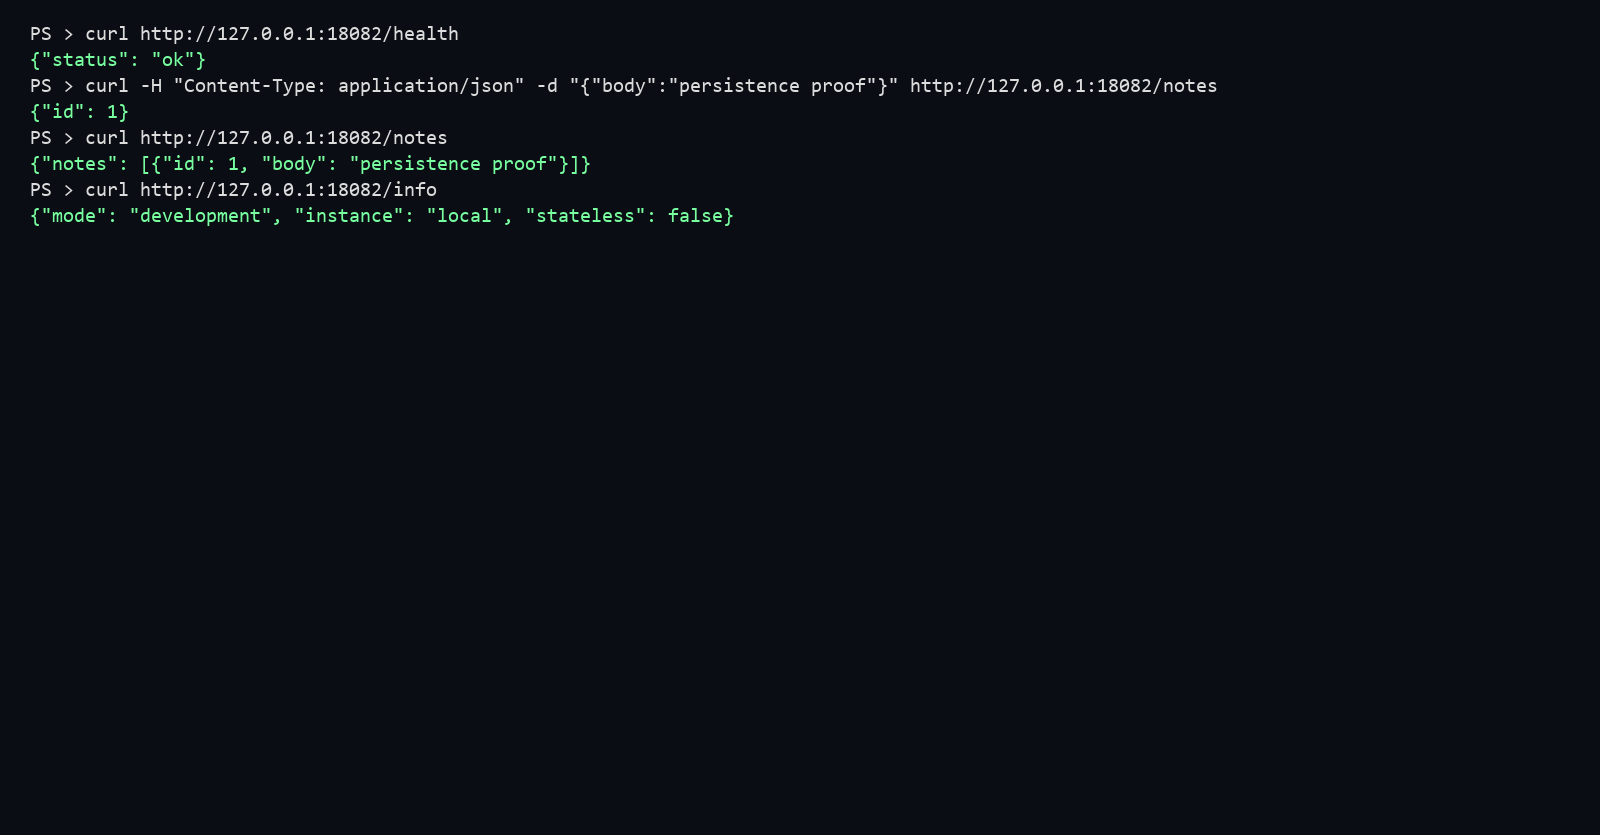 PS > curl http://127.0.0.1:18082/health
{"status": "ok"}
PS > curl -H "Content-Type: application/json" -d "{"body":"persistence proof"}" http://127.0.0.1:18082/notes
{"id": 1}
PS > curl http://127.0.0.1:18082/notes
{"notes": [{"id": 1, "body": "persistence proof"}]}
PS > curl http://127.0.0.1:18082/info
{"mode": "development", "instance": "local", "stateless": false}